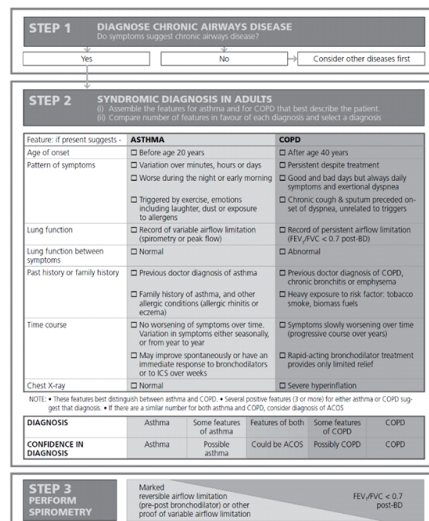 STEP 1
DIAGNOSE CHRONIC AIRWAYS DISEASE
Do symptoms suggest chronic airways disease?
Yes
No
Consider other diseases first
STEP 2
SYNDROMIC DIAGNOSIS IN ADULTS
(i) Assemble the features for asthma and for COPD that best describe the patient.
(ii) Compare number of features in favour of each diagnosis and select a diagnosis
Feature: if present suggests - ASTHMA COPD
Age of onset □ Before age 20 years □ After age 40 years
Pattern of symptoms □ Variation over minutes, hours or days □ Persistent despite treatment
□ Worse during the night or early morning □ Good and bad days but always daily
symptoms and exertional dyspnea
□ Triggered by exercise, emotions □ Chronic cough & sputum preceded on-
including laughter, dust or exposure set of dyspnea, unrelated to triggers
to allergens
Lung function □ Record of variable airflow limitation □ Record of persistent airflow limitation
(spirometry or peak flow) (FEV₁/FVC < 0.7 post-BD)
Lung function between □ Normal □ Abnormal
symptoms
Past history or family history □ Previous doctor diagnosis of asthma □ Previous doctor diagnosis of COPD,
chronic bronchitis or emphysema
□ Family history of asthma, and other □ Heavy exposure to risk factor: tobacco
allergic conditions (allergic rhinitis or smoke, biomass fuels
eczema)
Time course □ No worsening of symptoms over time. □ Symptoms slowly worsening over time
Variation in symptoms either seasonally, (progressive course over years)
or from year to year
□ May improve spontaneously or have an □ Rapid-acting bronchodilator treatment
immediate response to bronchodilators provides only limited relief
or to ICS over weeks
Chest X-ray □ Normal □ Severe hyperinflation
NOTE: • These features best distinguish between asthma and COPD. • Several positive features (3 or more) for either asthma or COPD sug-
gest that diagnosis. • If there are a similar number for both asthma and COPD, consider diagnosis of ACOS
DIAGNOSIS Asthma Some features Features of both Some features COPD
of asthma of COPD
CONFIDENCE IN Asthma Possible Could be ACOS Possibly COPD COPD
DIAGNOSIS asthma
STEP 3 Marked
PERFORM reversible airflow limitation FEV₁/FVC < 0.7
SPIROMETRY (pre-post bronchodilator) or other post-BD
proof of variable airflow limitation